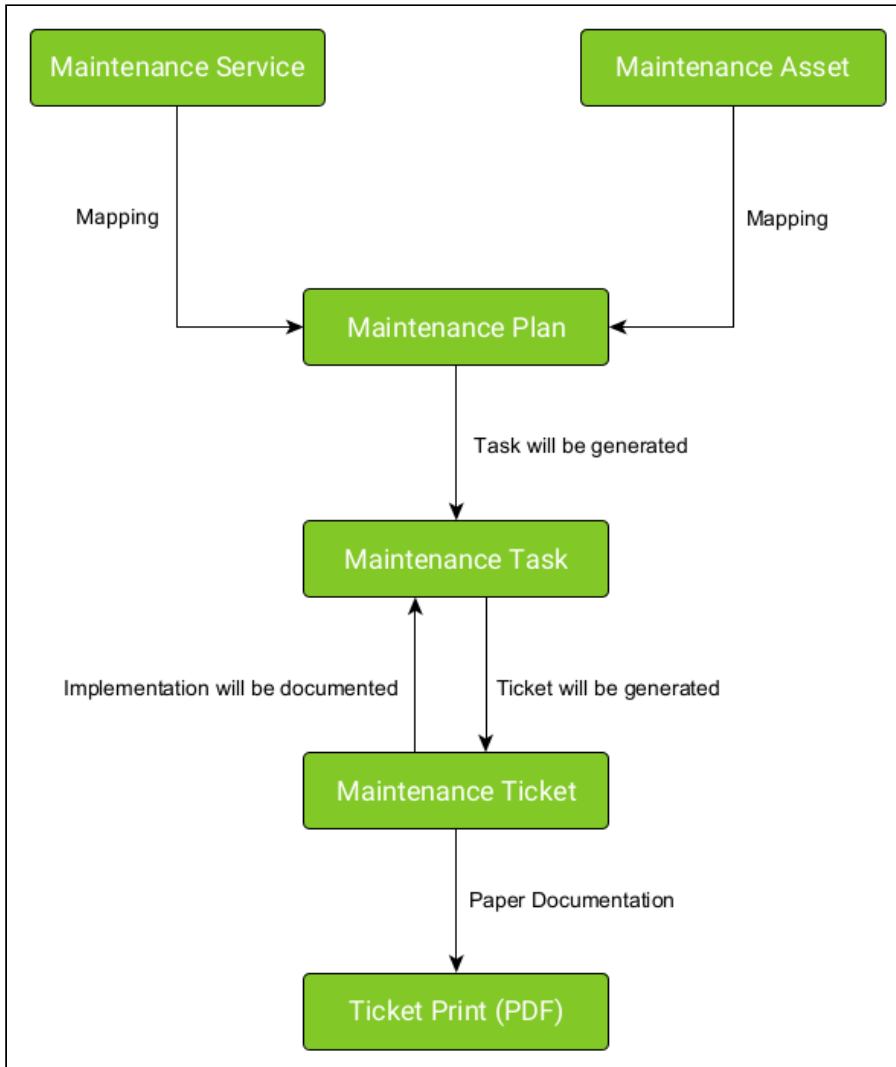 Maintenance Service
Maintenance Asset
Mapping
Mapping
Maintenance Plan
Task will be generated
Maintenance Task
Implementation will be documented
Ticket will be generated
Maintenance Ticket
Paper Documentation
Ticket Print (PDF)